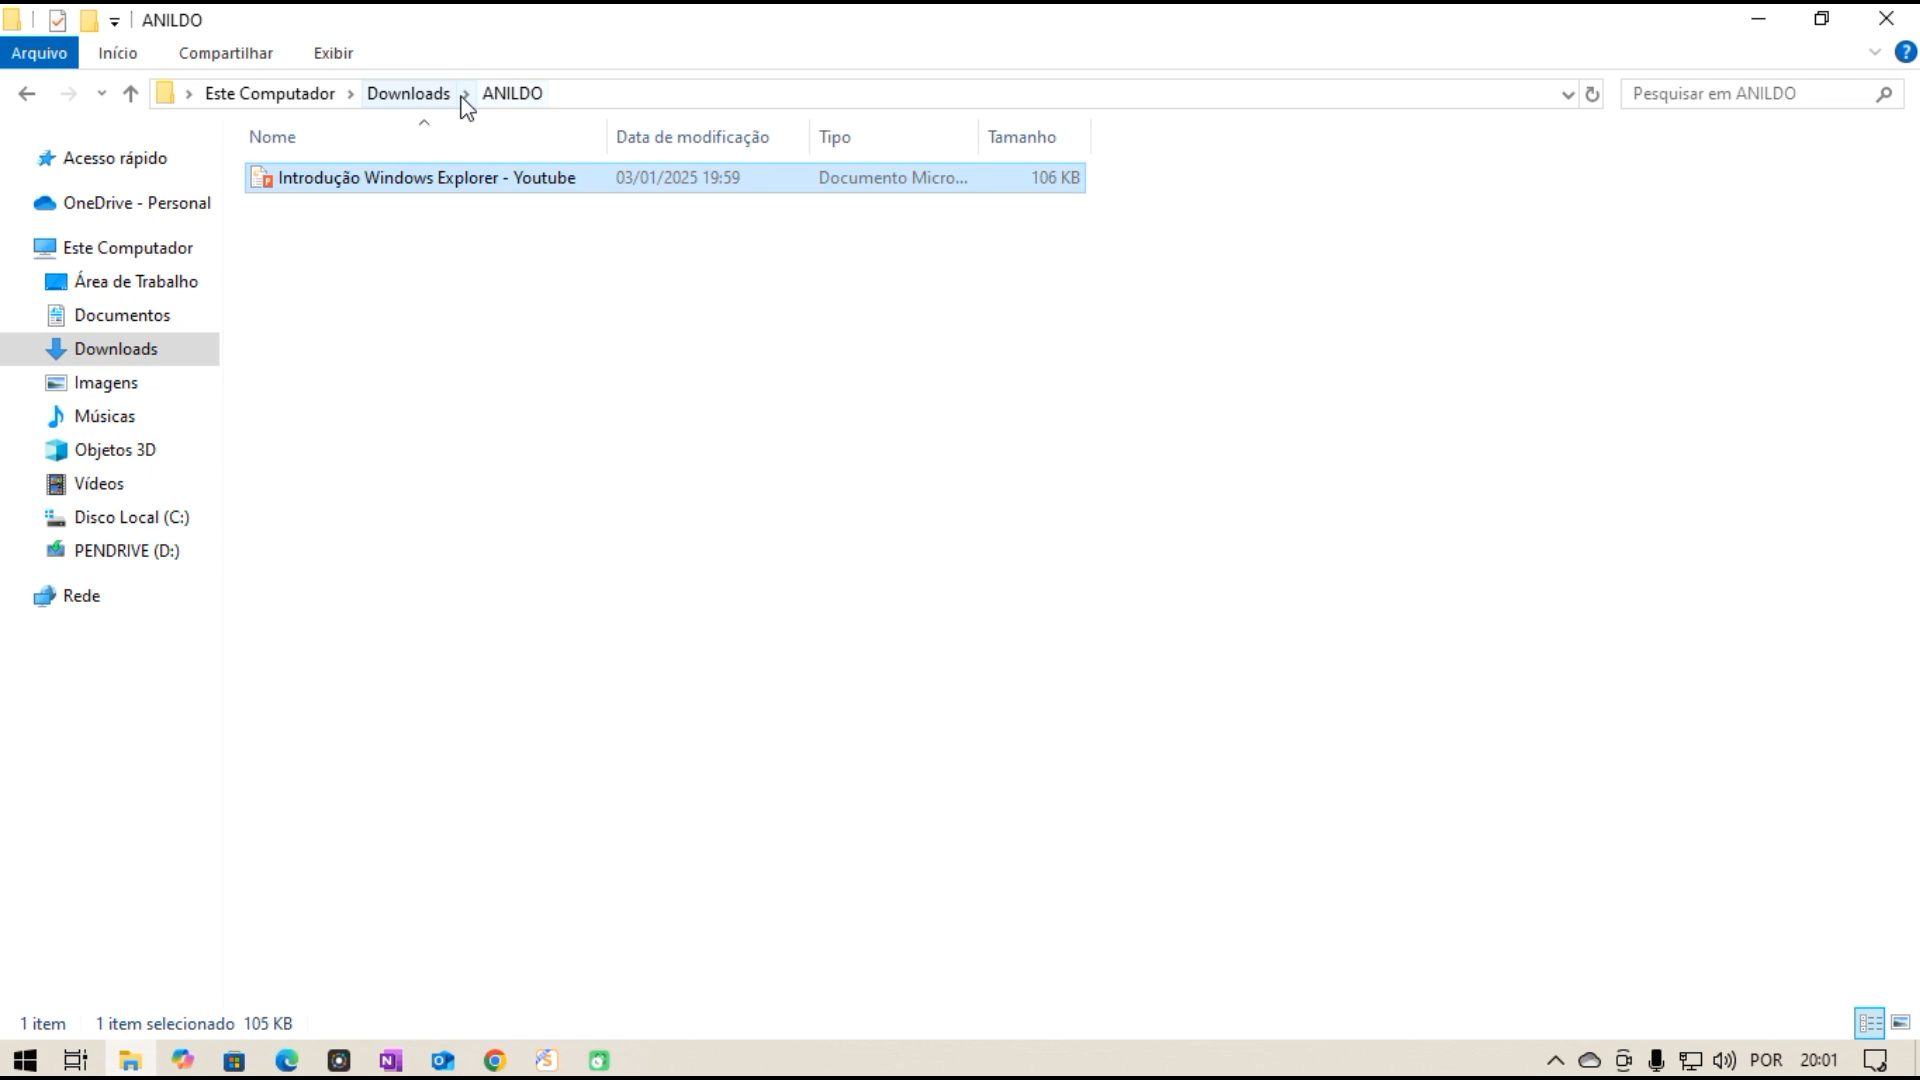 ANILDO
Arquivo Início Compartilhar Exibir
Este Computador Downloads ANILDO Pesquisar em ANILDO
Nome Data de modificação Tipo Tamanho
Introdução Windows Explorer - Youtube 03/01/2025 19:59 Documento Micro... 106 KB
Acesso rápido
OneDrive - Personal
Este Computador
Área de Trabalho
Documentos
Downloads
Imagens
Músicas
Objetos 3D
Vídeos
Disco Local (C:)
PENDRIVE (D:)
Rede
1 item 1 item selecionado 105 KB
POR 20:01